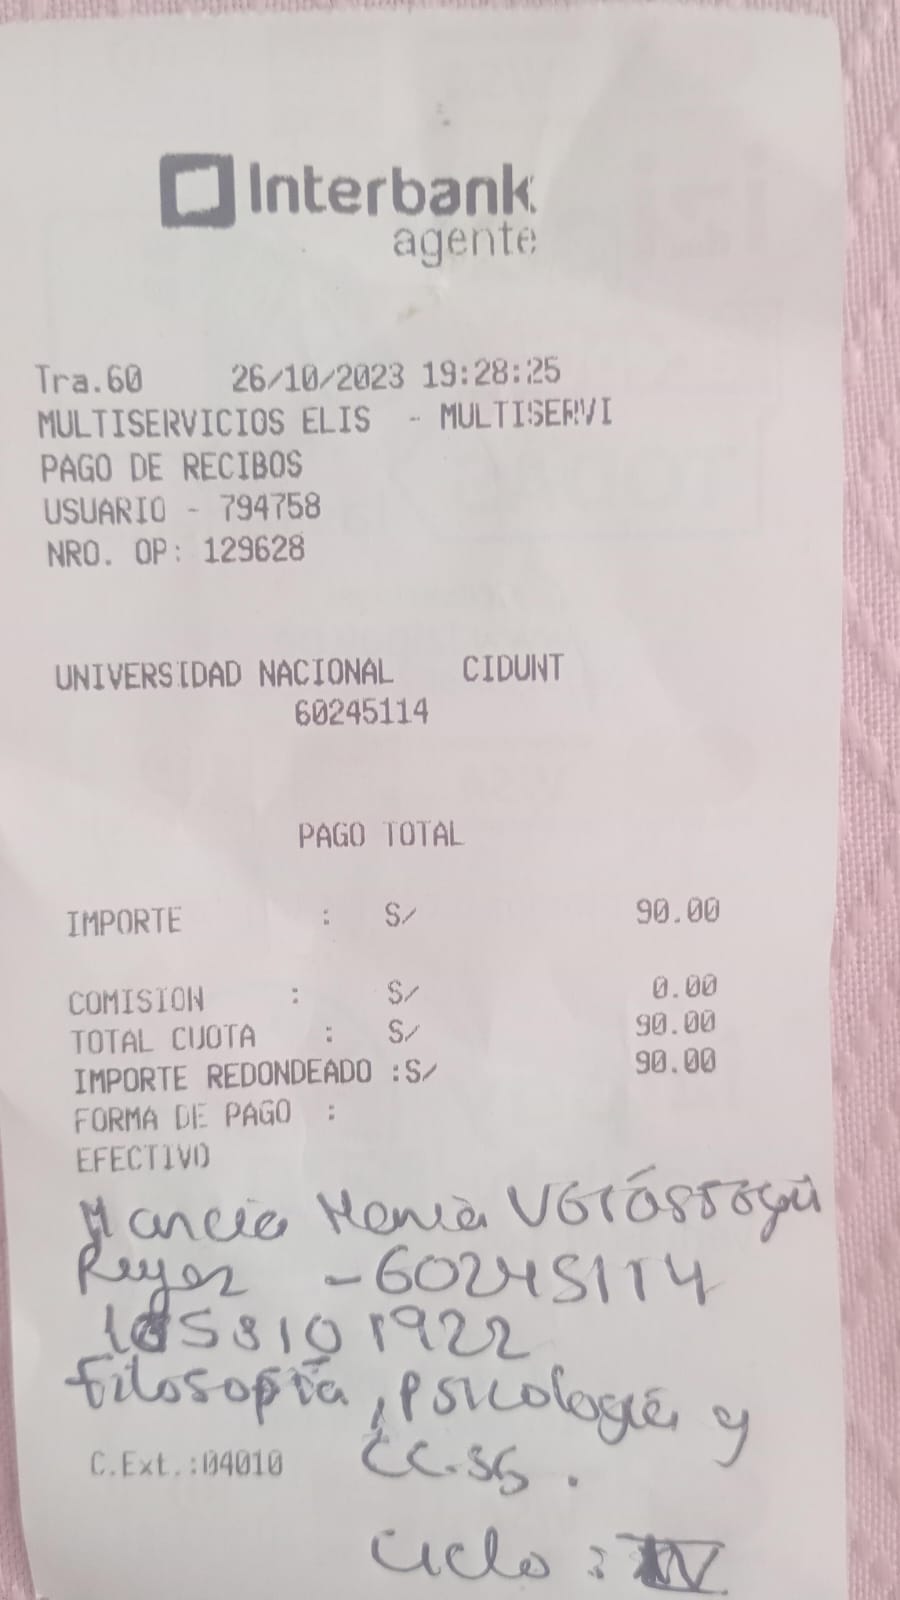 Interbank
agente
Tra.60 26/10/2023 19:28:25
MULTISERVICIOS ELIS - MULTISERVI
PAGO DE RECIBOS
USUARIO - 794758
NRO. OP: 129628
UNIVERSIDAD NACIONAL CIDUNT
60245114
PAGO TOTAL
IMPORTE : S/ 90.00
COMISION : S/ 0.00
TOTAL CUOTA : S/ 90.00
IMPORTE REDONDEADO :S/ 90.00
FORMA DE PAGO :
EFECTIVO
Reyes - 60245114
Filosofía, Psicología y
C.Ext.:04010 CC.SS.
Ciclo : IV